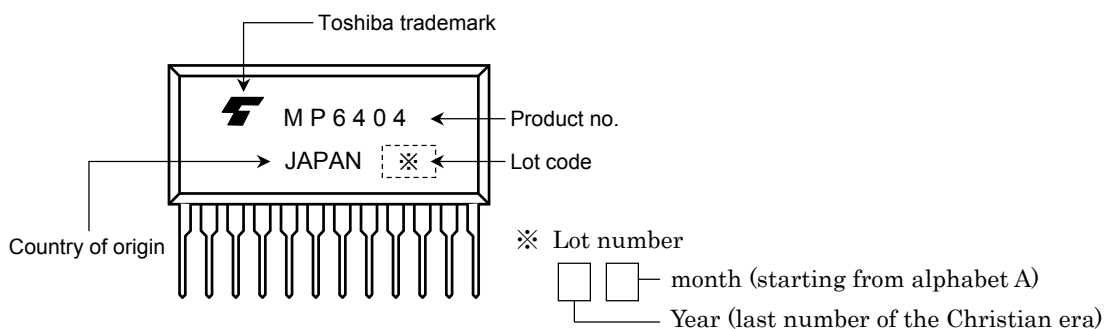 Toshiba trademark
MP6404
Product no.
JAPAN ※
Lot code
Country of origin
※ Lot number
month (starting from alphabet A)
Year (last number of the Christian era)